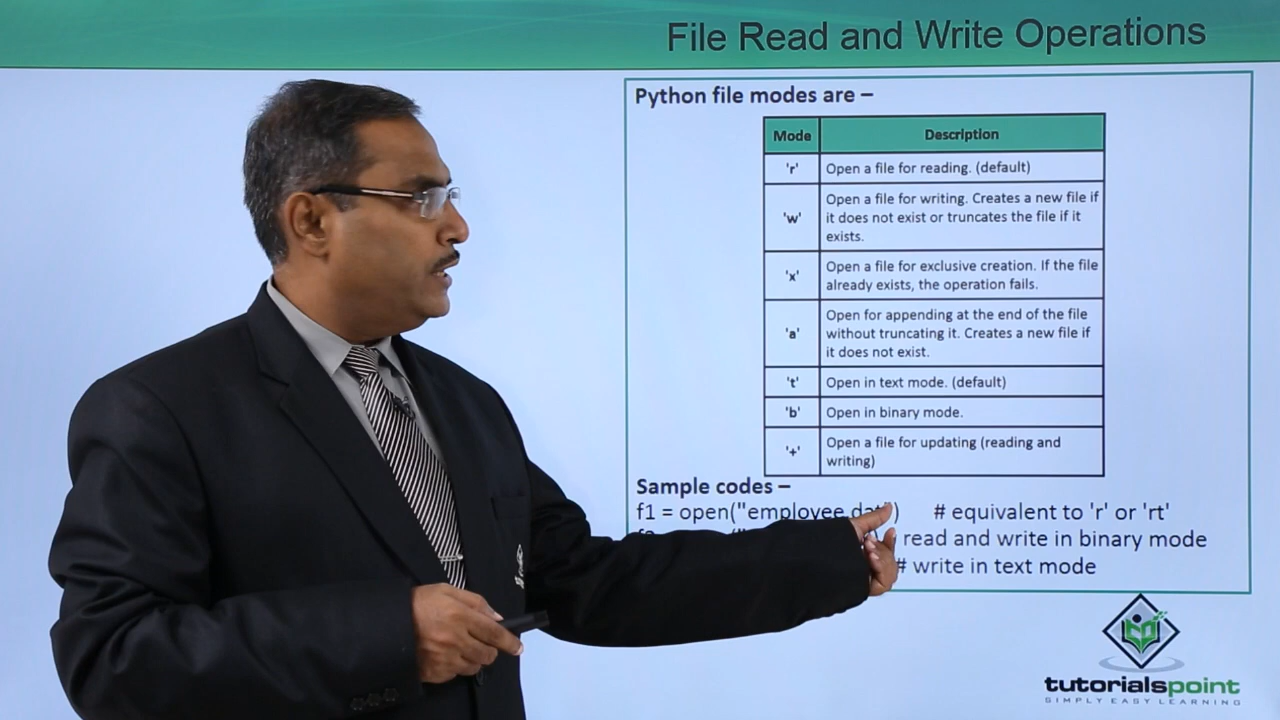 File Read and Write Operations
Python file modes are –
Mode Description
'r' Open a file for reading. (default)
'w' Open a file for writing. Creates a new file if
it does not exist or truncates the file if it
exists.
'x' Open a file for exclusive creation. If the file
already exists, the operation fails.
'a' Open for appending at the end of the file
without truncating it. Creates a new file if
it does not exist.
't' Open in text mode. (default)
'b' Open in binary mode.
'+' Open a file for updating (reading and
writing)
Sample codes –
f1 = open("employee.dat") # equivalent to 'r' or 'rt'
read and write in binary mode
# write in text mode
tutorialspoint
SIMPLY EASY LEARNING